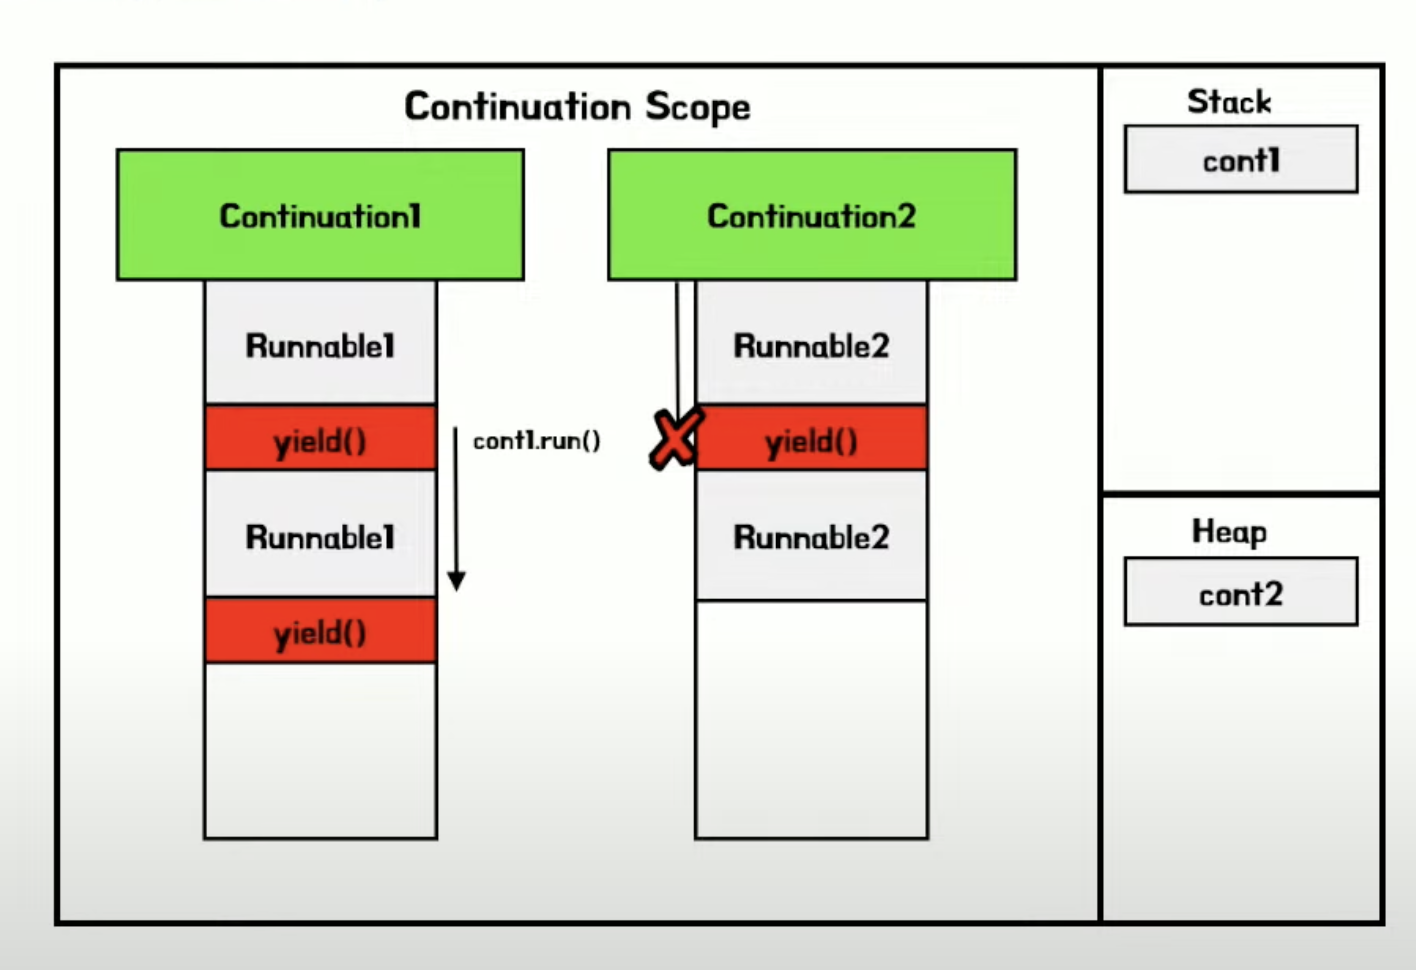 Continuation Scope
Continuation1
Runnable1
yield()
Runnable1
yield()
cont1.run()
Continuation2
Runnable2
yield()
Runnable2
Stack
cont1
Heap
cont2